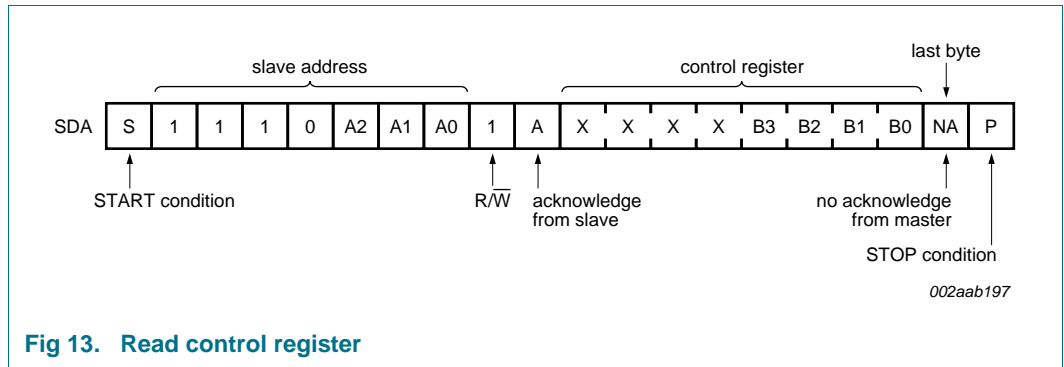 last byte
slave address control register
SDA S 1 1 1 0 A2 A1 A0 1 A X X X X B3 B2 B1 B0 NA P
START condition R/W̅ acknowledge from slave no acknowledge from master
STOP condition
002aab197
Fig 13. Read control register